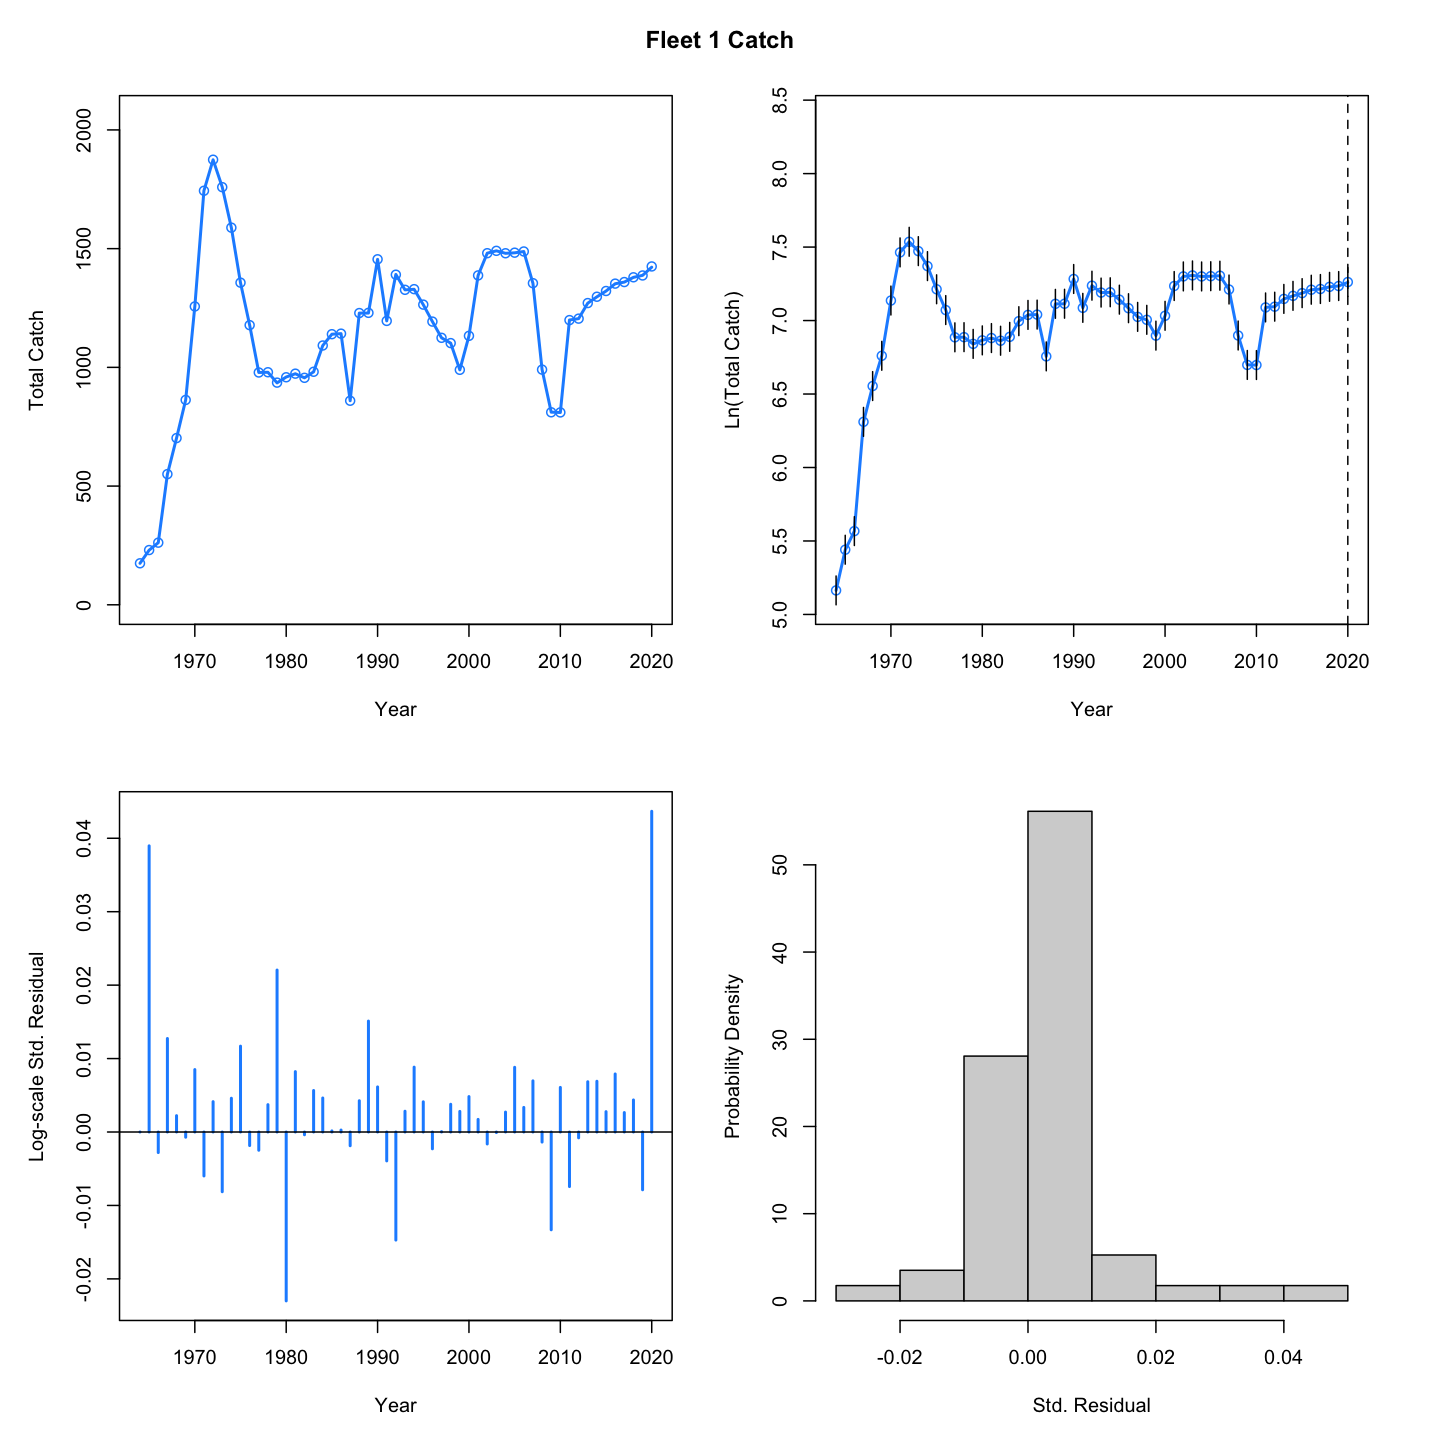 Fleet 1 Catch
Total Catch
0 500 1000 1500 2000
1970 1980 1990 2000 2010 2020
Year
Ln(Total Catch)
5.0 5.5 6.0 6.5 7.0 7.5 8.0 8.5
1970 1980 1990 2000 2010 2020
Year
Log-scale Std. Residual
-0.02 -0.01 0.00 0.01 0.02 0.03 0.04
1970 1980 1990 2000 2010 2020
Year
Probability Density
0 10 20 30 40 50
-0.02 0.00 0.02 0.04
Std. Residual